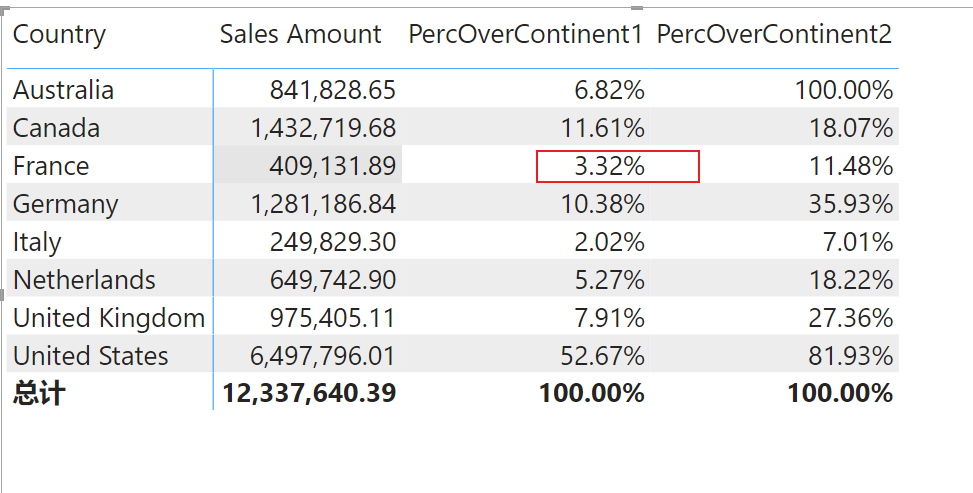 Country Sales Amount PercOverContinent1 PercOverContinent2
Australia 841,828.65 6.82% 100.00%
Canada 1,432,719.68 11.61% 18.07%
France 409,131.89 3.32% 11.48%
Germany 1,281,186.84 10.38% 35.93%
Italy 249,829.30 2.02% 7.01%
Netherlands 649,742.90 5.27% 18.22%
United Kingdom 975,405.11 7.91% 27.36%
United States 6,497,796.01 52.67% 81.93%
总计 12,337,640.39 100.00% 100.00%